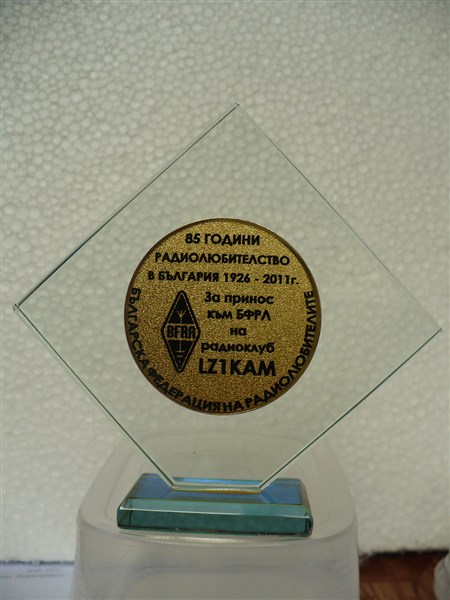 85 ГОДИНИ
РАДИОЛЮБИТЕЛСТВО
В БЪЛГАРИЯ 1926 - 2011г.
За принос
към БФРЛ
на
радиоклуб
LZ1KAM
BFRA
БЪЛГАРСКА ФЕДЕРАЦИЯ НА РАДИОЛЮБИТЕЛИТЕ